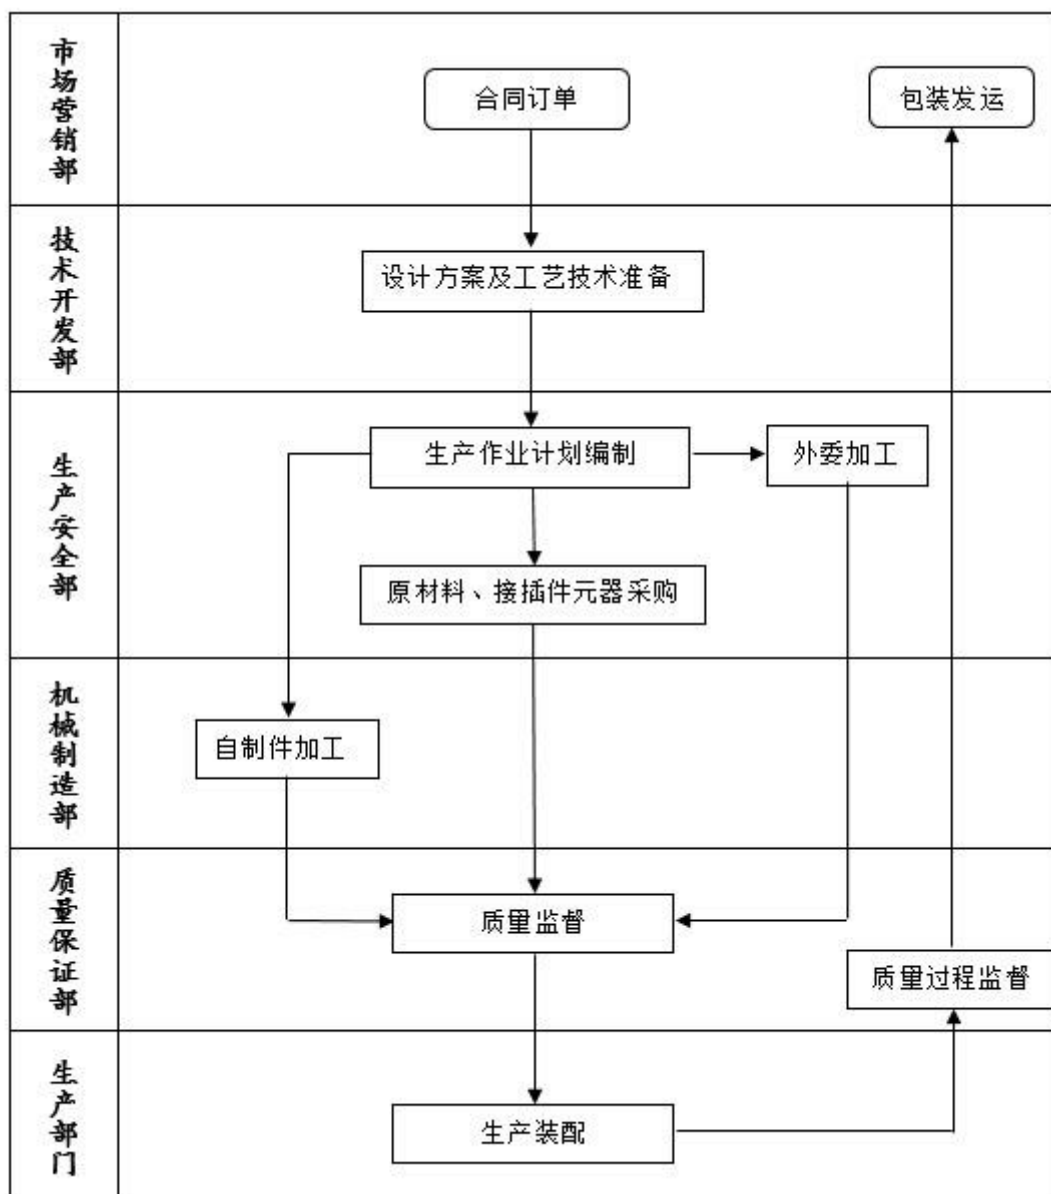 市场营销部
合同订单
包装发运
技术开发部
设计方案及工艺技术准备
生产安全部
生产作业计划编制
外委加工
原材料、接插件元器采购
机械制造部
自制件加工
质量保证部
质量监督
质量过程监督
生产部门
生产装配